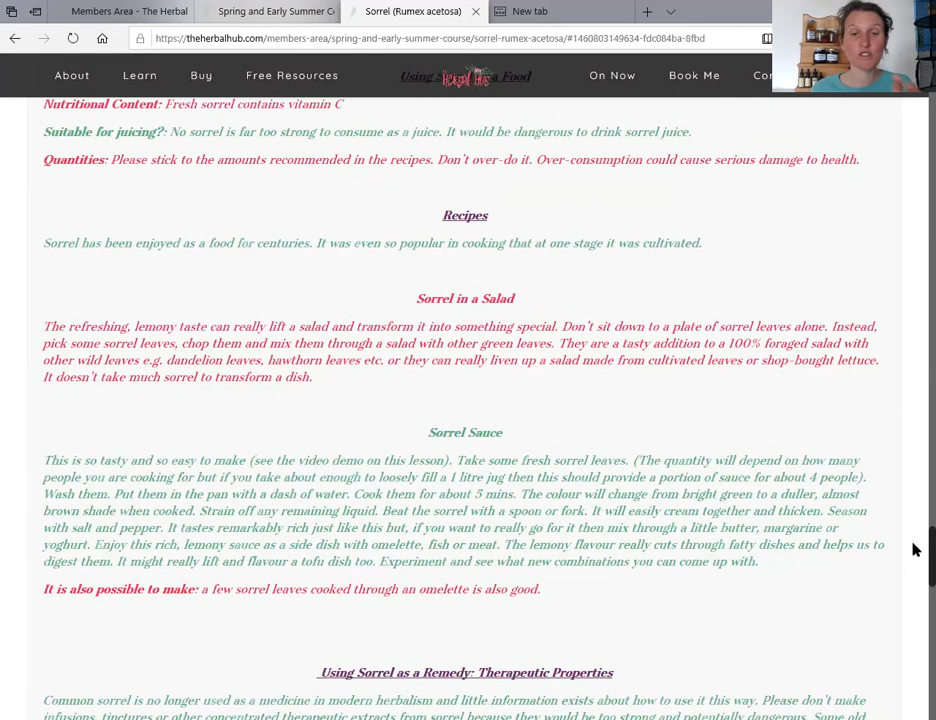 Members Area - The Herbal
Spring and Early Summer C
Sorrel (Rumex acetosa)
New tab
https://theherbalhub.com/members-area/spring-and-early-summer-course/sorrel-rumex-acetosa/#1460803149634-fdc084ba-8fbd
About Learn Buy Free Resources On Now Book Me
Nutritional Content: Fresh sorrel contains vitamin C
Suitable for juicing?: No sorrel is far too strong to consume as a juice. It would be dangerous to drink sorrel juice.
Quantities: Please stick to the amounts recommended in the recipes. Don't over-do it. Over-consumption could cause serious damage to health.
Recipes
Sorrel has been enjoyed as a food for centuries. It was even so popular in cooking that at one stage it was cultivated.
Sorrel in a Salad
The refreshing, lemony taste can really lift a salad and transform it into something special. Don't sit down to a plate of sorrel leaves alone. Instead,
pick some sorrel leaves, chop them and mix them through a salad with other green leaves. They are a tasty addition to a 100% foraged salad with
other wild leaves e.g. dandelion leaves, hawthorn leaves etc. or they can really liven up a salad made from cultivated leaves or shop-bought lettuce.
It doesn't take much sorrel to transform a dish.
Sorrel Sauce
This is so tasty and so easy to make (see the video demo on this lesson). Take some fresh sorrel leaves. (The quantity will depend on how many
people you are cooking for but if you take about enough to loosely fill a 1 litre jug then this should provide a portion of sauce for about 4 people).
Wash them. Put them in the pan with a dash of water. Cook them for about 5 mins. The colour will change from bright green to a duller, almost
brown shade when cooked. Strain off any remaining liquid. Beat the sorrel with a spoon or fork. It will easily cream together and thicken. Season
with salt and pepper. It tastes remarkably rich just like this but, if you want to really go for it then mix through a little butter, margarine or
yoghurt. Enjoy this rich, lemony sauce as a side dish with omelette, fish or meat. The lemony flavour really cuts through fatty dishes and helps us to
digest them. It might really lift and flavour a tofu dish too. Experiment and see what new combinations you can come up with.
It is also possible to make: a few sorrel leaves cooked through an omelette is also good.
Using Sorrel as a Remedy: Therapeutic Properties
Common sorrel is no longer used as a medicine in modern herbalism and little information exists about how to use it this way. Please don't make
infusions, tinctures or other concentrated therapeutic extracts from sorrel because they would be too strong and potentially dangerous. Some old